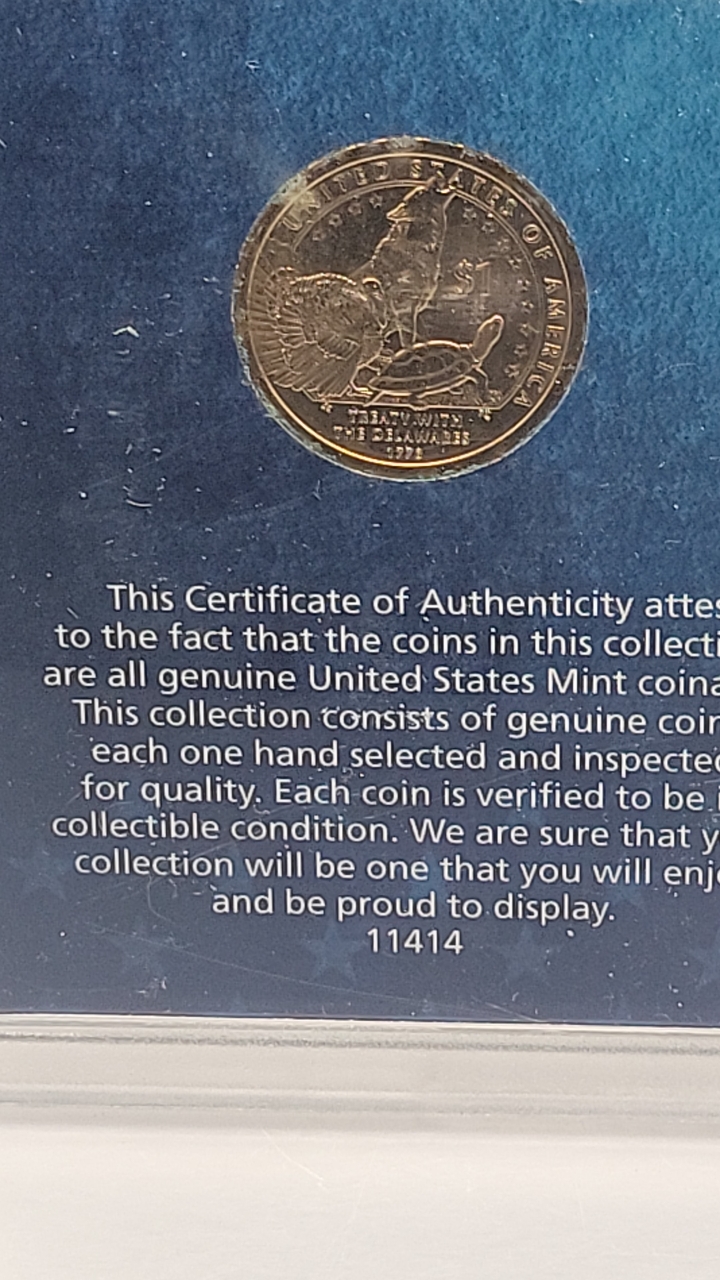 UNITED STATES OF AMERICA
$1
TREATY WITH
THE DELAWARES
1778
This Certificate of Authenticity attes
to the fact that the coins in this collecti
are all genuine United States Mint coina
This collection consists of genuine coin
each one hand selected and inspected
for quality. Each coin is verified to be i
collectible condition. We are sure that y
collection will be one that you will enjo
and be proud to display.
11414